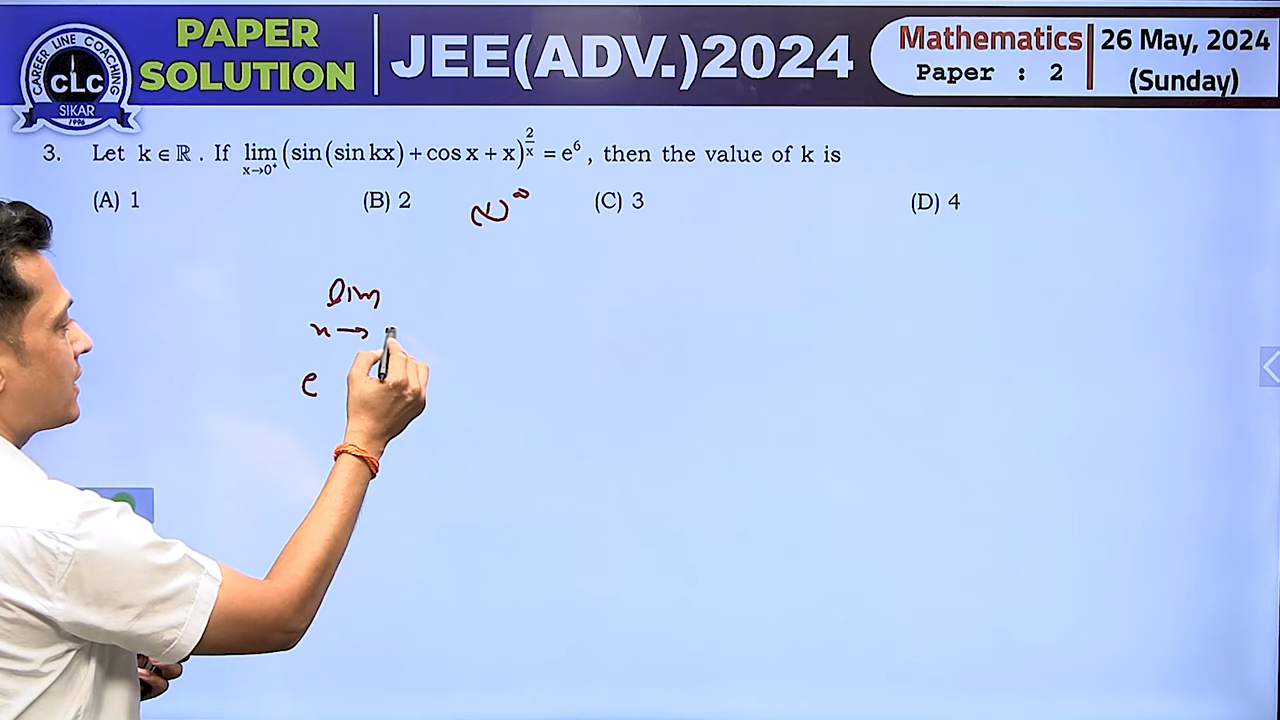 CAREER LINE COACHING
CLC
SIKAR
1996
PAPER
SOLUTION
JEE(ADV.)2024
Mathematics
Paper : 2
26 May, 2024
(Sunday)
3. Let k ∈ ℝ . If lim x→0⁺ (sin(sin kx) + cos x + x)^(2/x) = e⁶ , then the value of k is
(A) 1 (B) 2 (C) 3 (D) 4
lim
x →
e